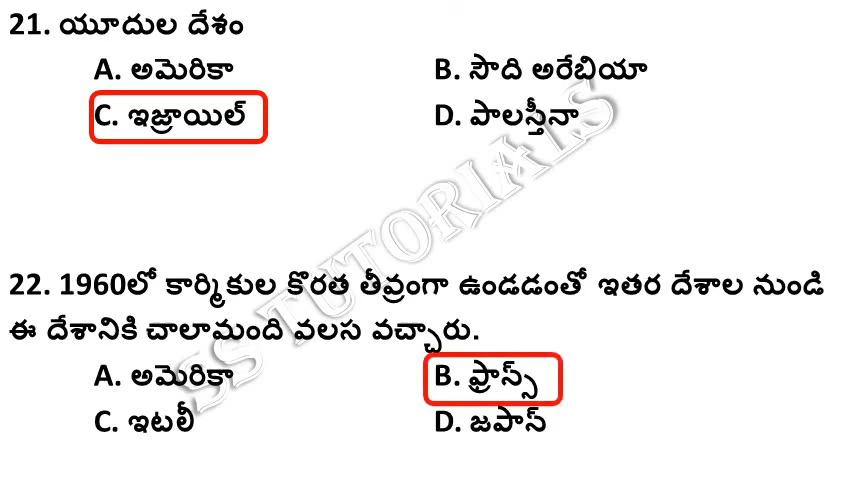 21. యూదుల దేశం
A. అమెరికా B. సౌది అరేబియా
C. ఇజ్రాయిల్ D. పాలస్తీనా
SS TUTORIALS
22. 1960లో కార్మికుల కొరత తీవ్రంగా ఉండడంతో ఇతర దేశాల నుండి
ఈ దేశానికి చాలామంది వలస వచ్చారు.
A. అమెరికా B. ఫ్రాన్స్
C. ఇటలీ D. జపాన్